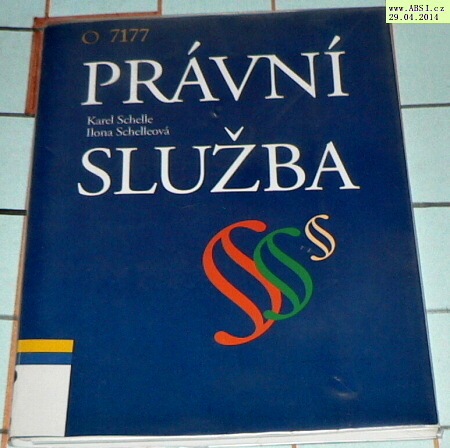 www.ABSI.cz
29.04.2014
O 7177
PRÁVNÍ
Karel Schelle
Ilona Schelleová
SLUŽBA
§ § §